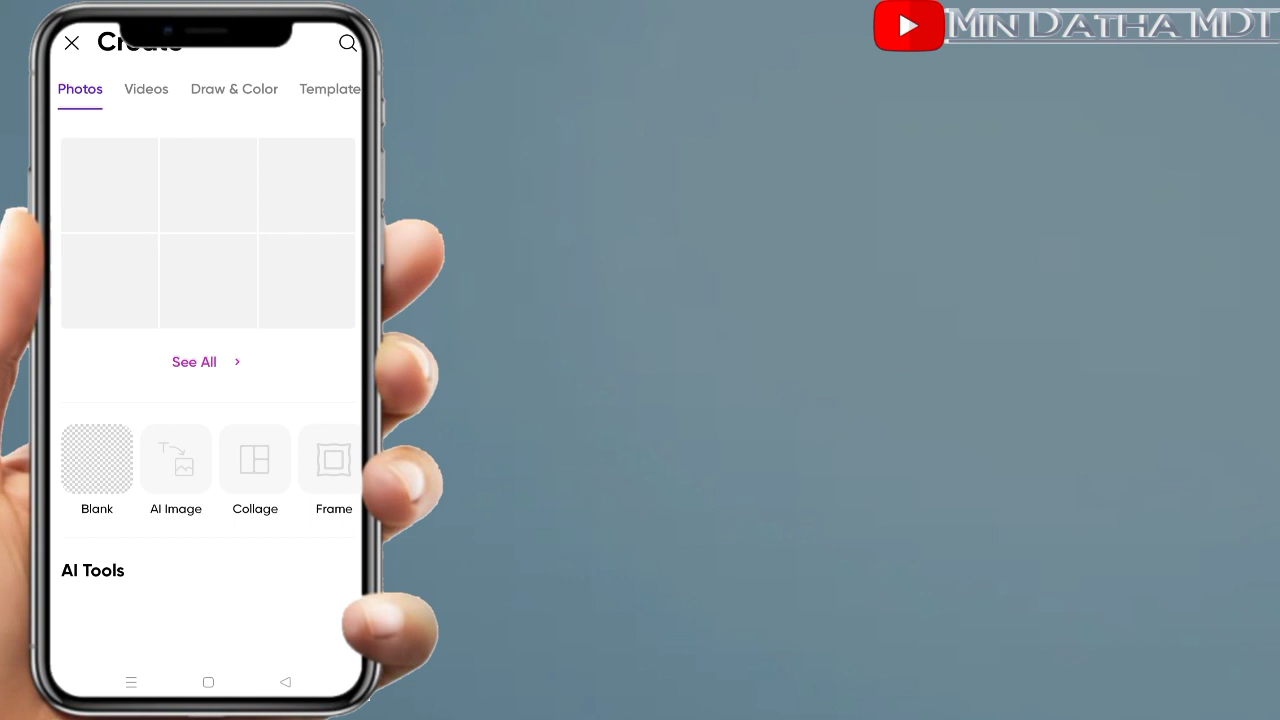 Create
Photos Videos Draw & Color Template
See All
Blank AI Image Collage Frame
AI Tools
MIN DATHA MDT